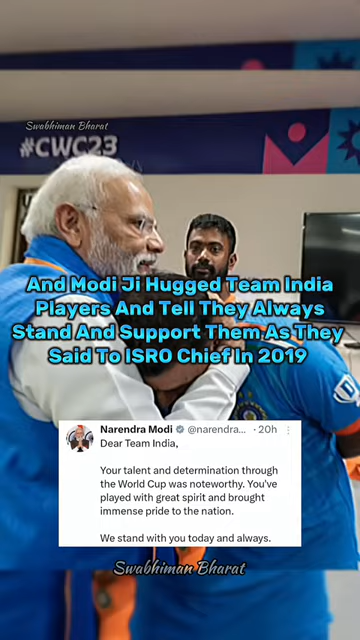 Swabhiman Bharat
#CWC23
And Modi Ji Hugged Team India
Players And Tell They Always
Stand And Support Them As They
Said To ISRO Chief In 2019
Narendra Modi @narendra... · 20h
Dear Team India,
Your talent and determination through
the World Cup was noteworthy. You've
played with great spirit and brought
immense pride to the nation.
We stand with you today and always.
Swabhiman Bharat